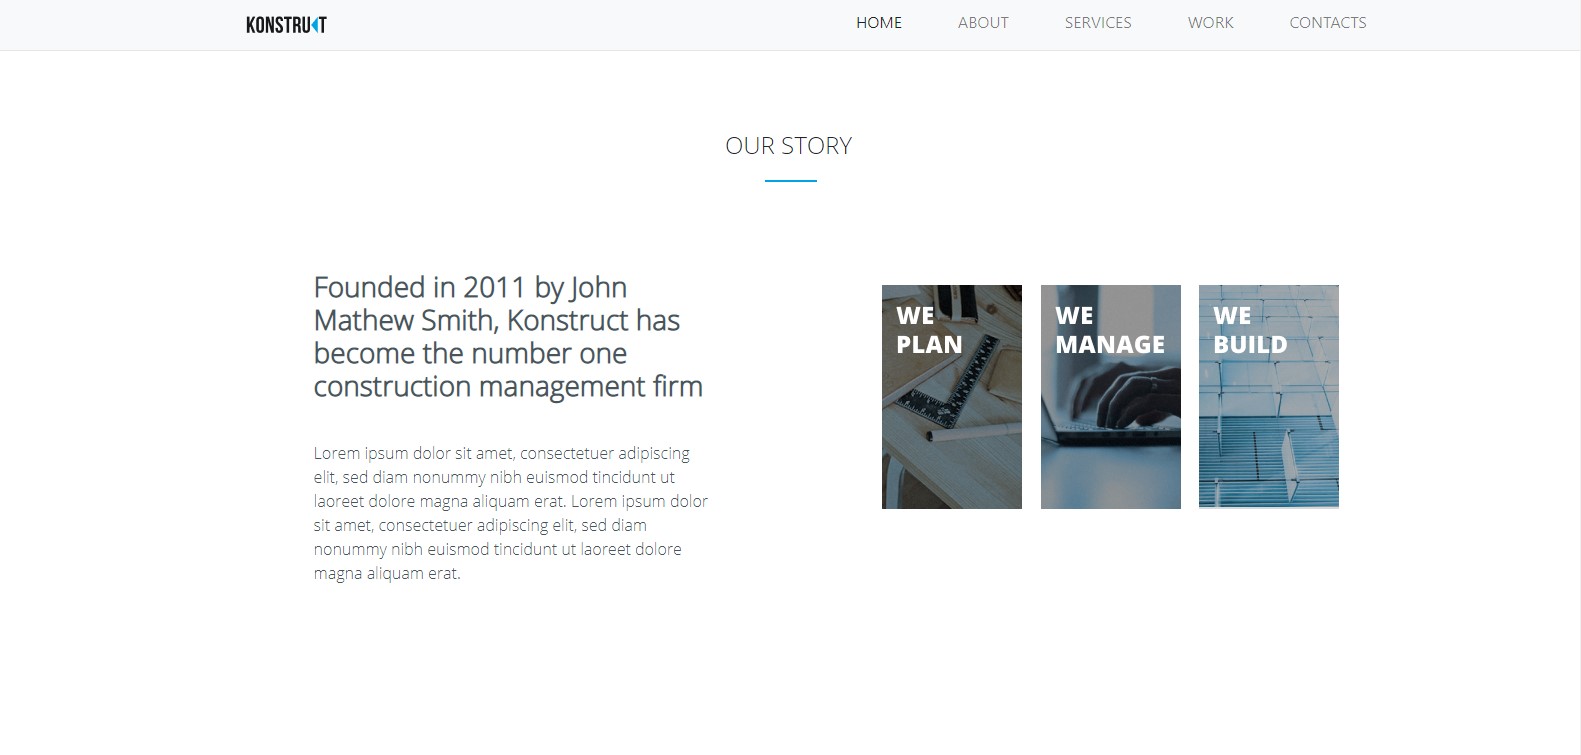 KONSTRUKT
HOME ABOUT SERVICES WORK CONTACTS
OUR STORY
Founded in 2011 by John
Mathew Smith, Konstruct has
become the number one
construction management firm
Lorem ipsum dolor sit amet, consectetuer adipiscing
elit, sed diam nonummy nibh euismod tincidunt ut
laoreet dolore magna aliquam erat. Lorem ipsum dolor
sit amet, consectetuer adipiscing elit, sed diam
nonummy nibh euismod tincidunt ut laoreet dolore
magna aliquam erat.
WE
PLAN
WE
MANAGE
WE
BUILD